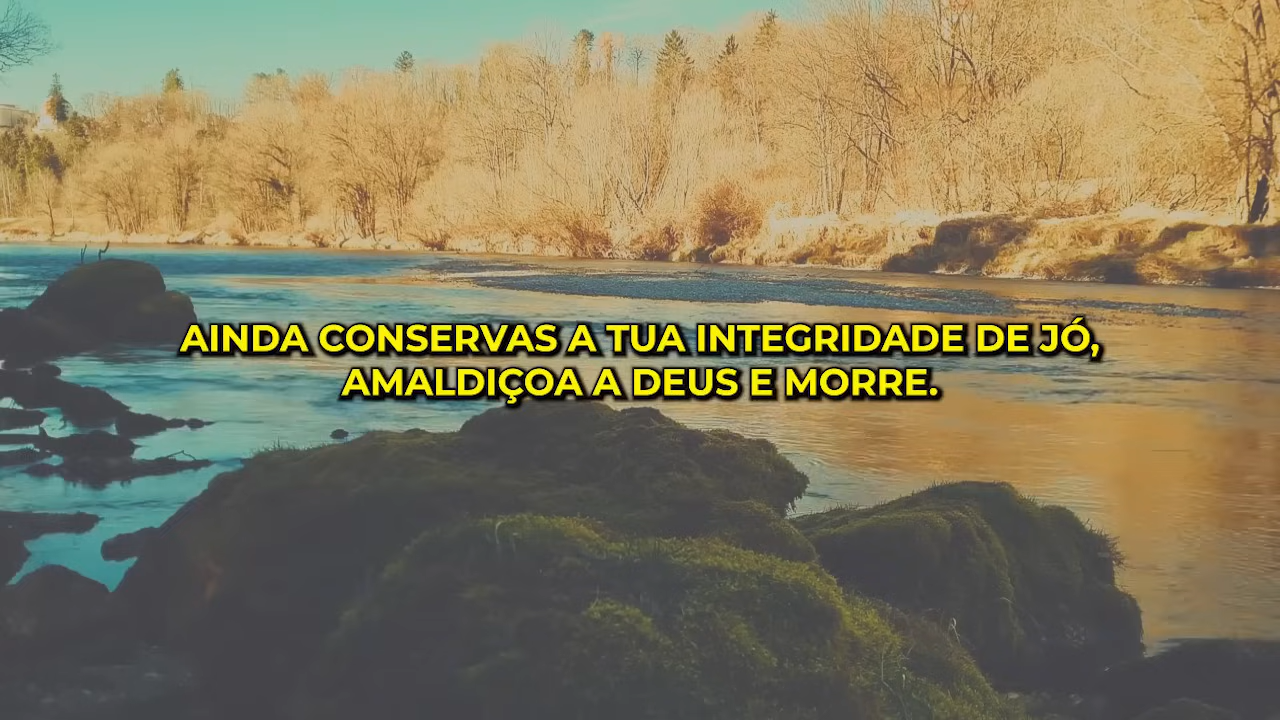 AINDA CONSERVAS A TUA INTEGRIDADE DE JÓ,
AMALDIÇOA A DEUS E MORRE.